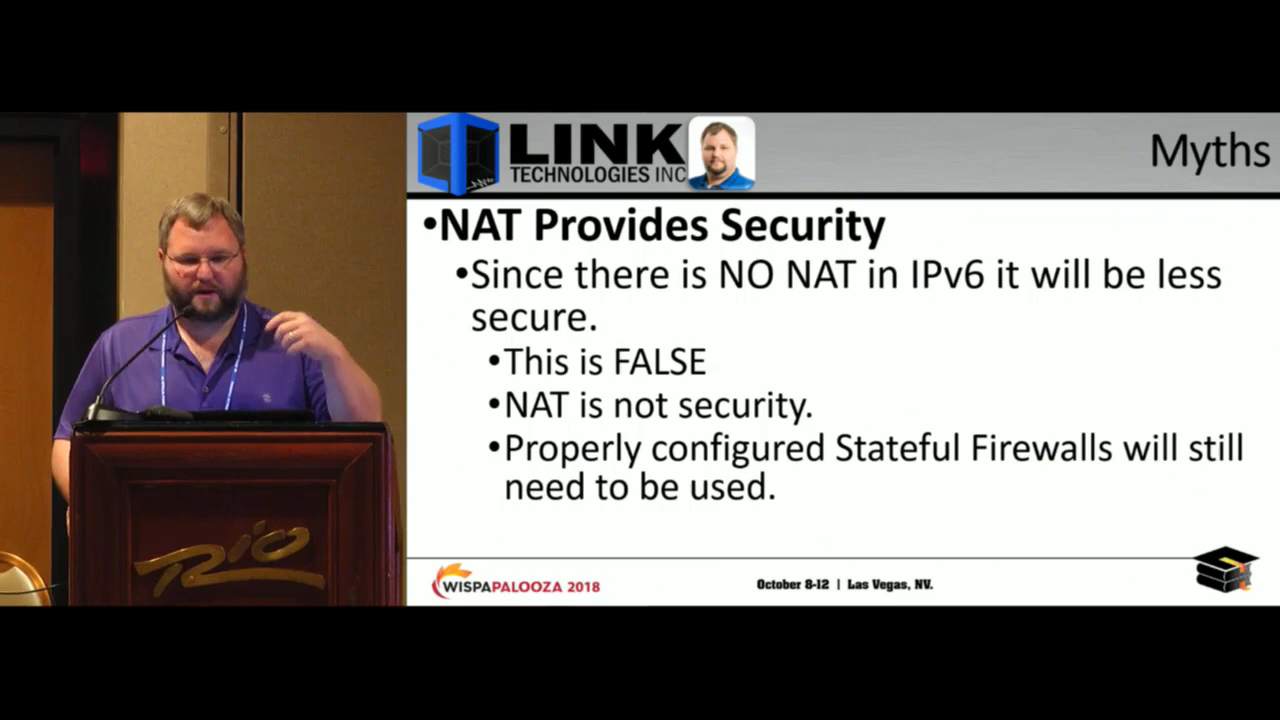 LINK
TECHNOLOGIES INC
Myths
•NAT Provides Security
•Since there is NO NAT in IPv6 it will be less
secure.
•This is FALSE
•NAT is not security.
•Properly configured Stateful Firewalls will still
need to be used.
Rio
WISPAPALOOZA 2018
October 8-12 | Las Vegas, NV.